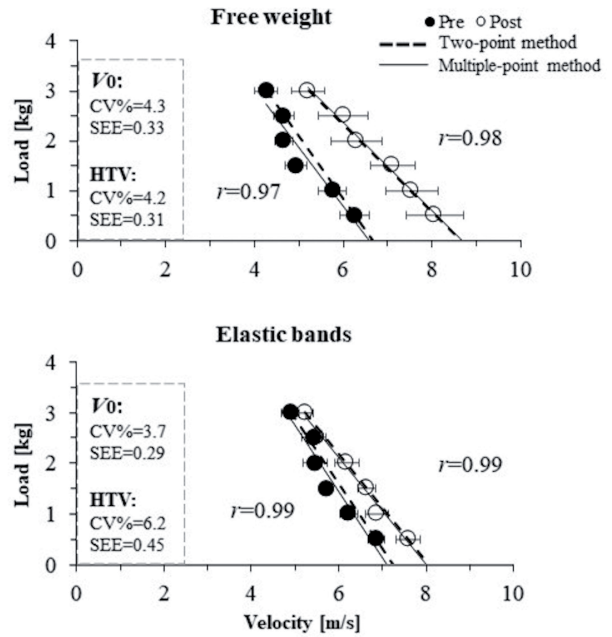 Free weight
Pre Post
Two-point method
Multiple-point method
4
3
2
1
0
Load [kg]
V0:
CV%=4.3
SEE=0.33
HTV:
CV%=4.2
SEE=0.31
r=0.98
r=0.97
0 2 4 6 8 10
Elastic bands
4
3
2
1
0
Load [kg]
V0:
CV%=3.7
SEE=0.29
HTV:
CV%=6.2
SEE=0.45
r=0.99
r=0.99
0 2 4 6 8 10
Velocity [m/s]